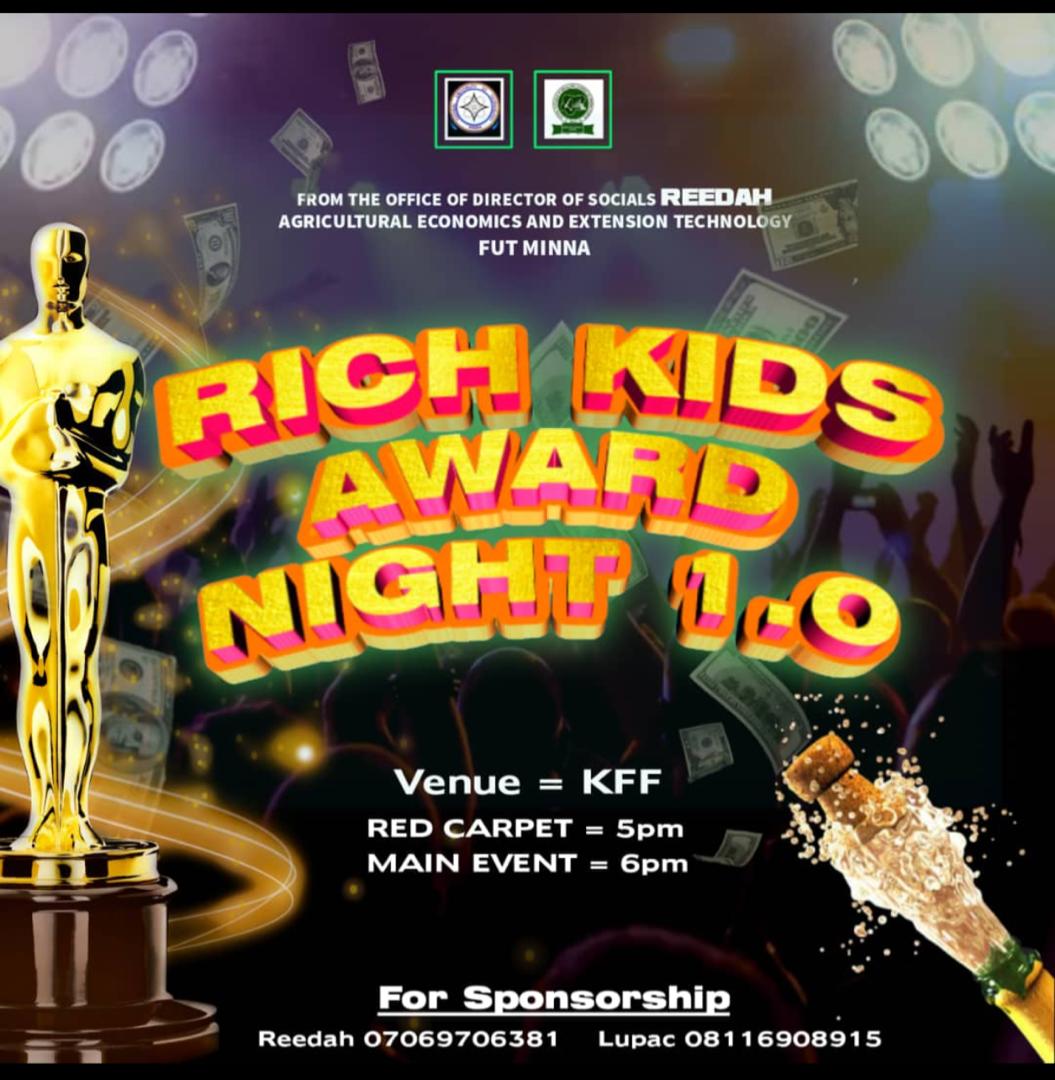 FROM THE OFFICE OF DIRECTOR OF SOCIALS REEDAH
AGRICULTURAL ECONOMICS AND EXTENSION TECHNOLOGY
FUT MINNA
RICH KIDS
AWARD
NIGHT 1.0
Venue = KFF
RED CARPET = 5pm
MAIN EVENT = 6pm
For Sponsorship
Reedah 07069706381 Lupac 08116908915